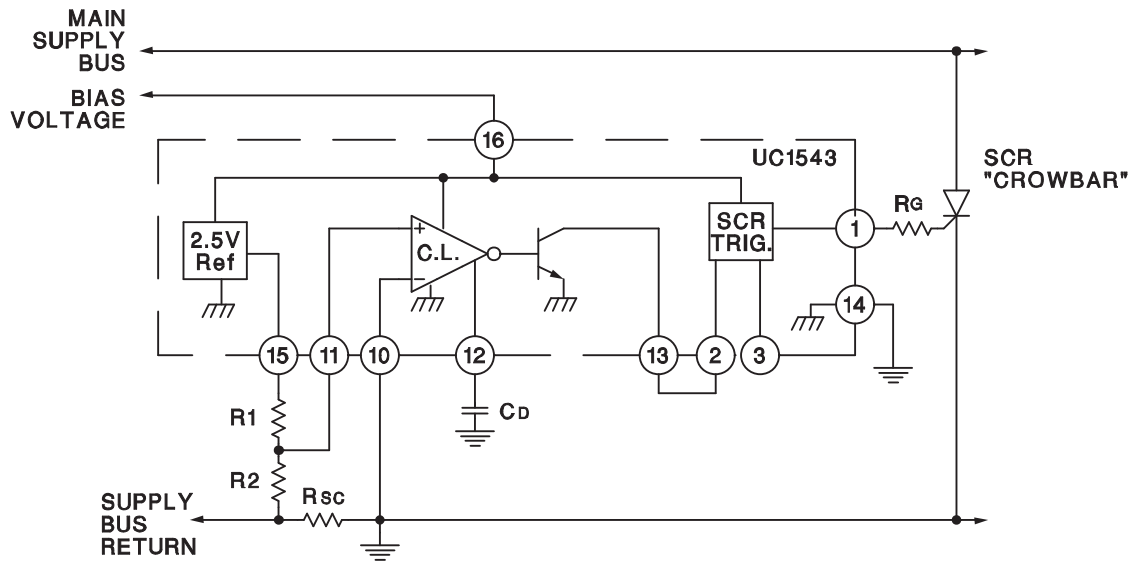 MAIN
SUPPLY
BUS
BIAS
VOLTAGE
16
UC1543
SCR
"CROWBAR"
2.5V
Ref
+
C.L.
−
SCR
TRIG.
1
RG
14
15
11
10
12
13
2
3
R1
CD
R2
RSC
SUPPLY
BUS
RETURN